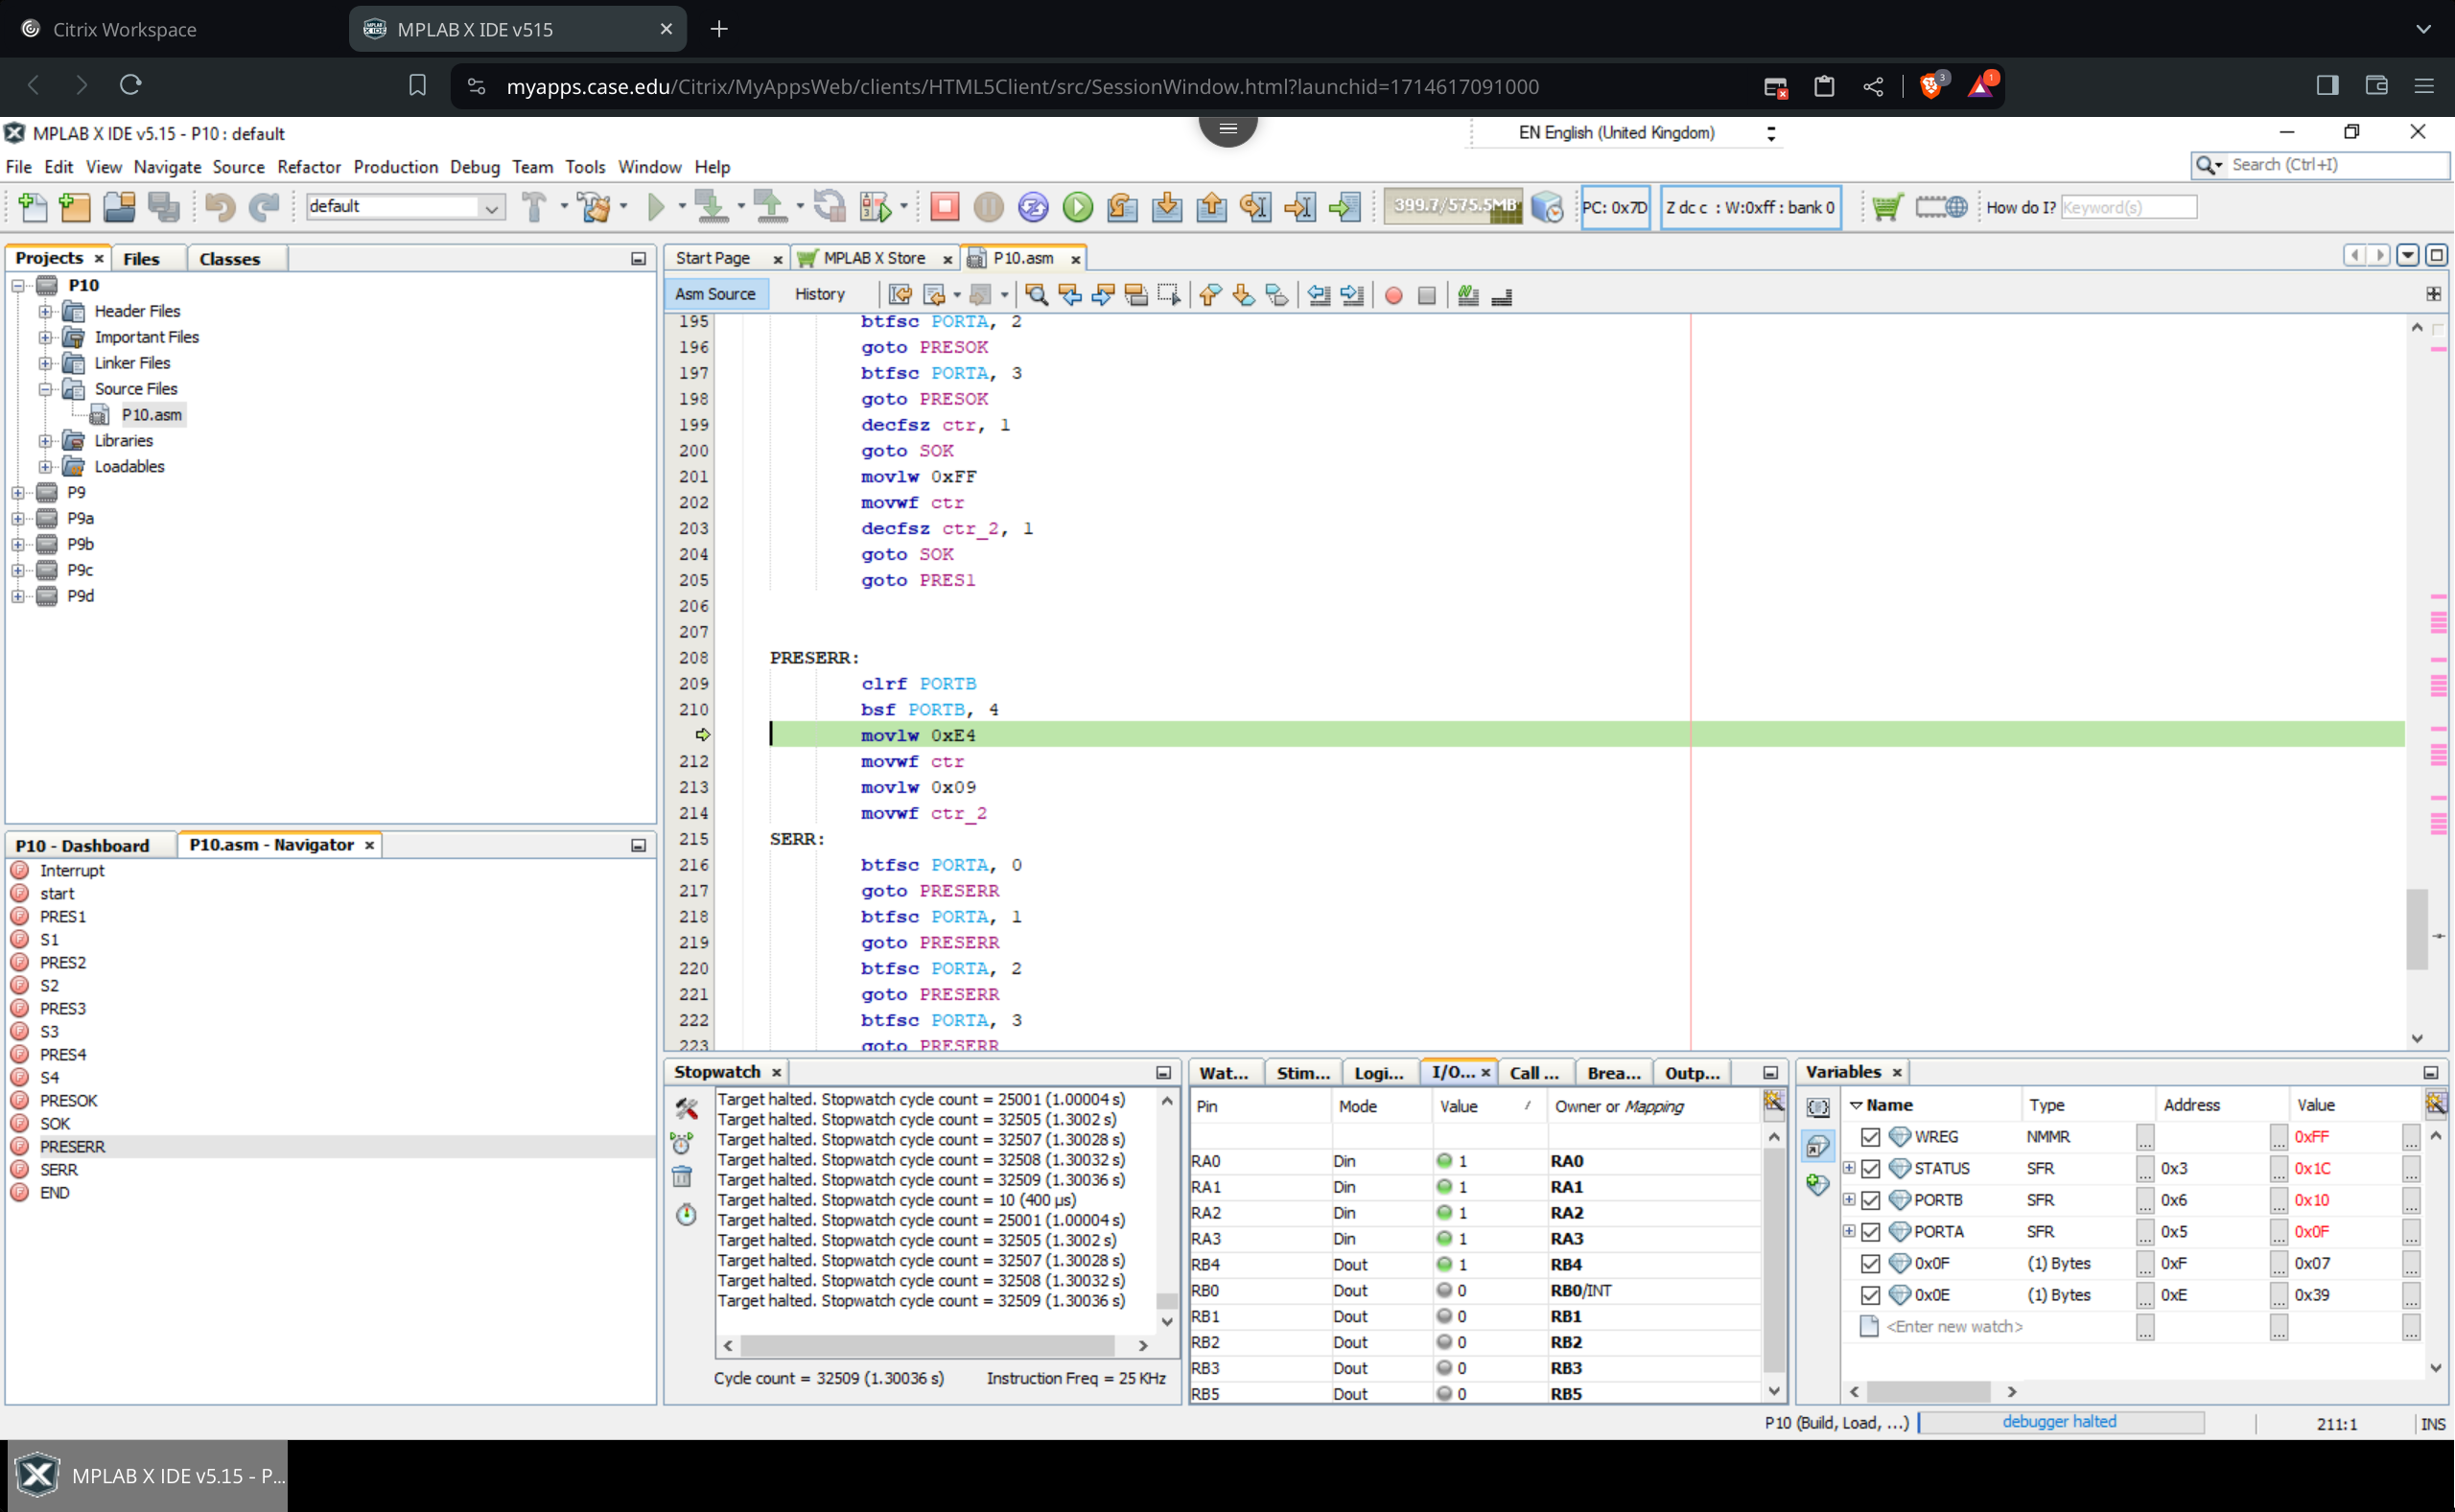 Citrix Workspace
MPLAB X IDE v515
myapps.case.edu/Citrix/MyAppsWeb/clients/HTML5Client/src/SessionWindow.html?launchid=1714617091000
3
1
MPLAB X IDE v5.15 - P10 : default
EN English (United Kingdom)
File Edit View Navigate Source Refactor Production Debug Team Tools Window Help
Search (Ctrl+I)
default
399.7/575.5MB
PC: 0x7D
Z dc c : W:0xff : bank 0
How do I?
Keyword(s)
Projects
Files
Classes
P10
Header Files
Important Files
Linker Files
Source Files
P10.asm
Libraries
Loadables
P9
P9a
P9b
P9c
P9d
Start Page
MPLAB X Store
P10.asm
Asm Source
History
195 btfsc PORTA, 2
196 goto PRESOK
197 btfsc PORTA, 3
198 goto PRESOK
199 decfsz ctr, 1
200 goto SOK
201 movlw 0xFF
202 movwf ctr
203 decfsz ctr_2, 1
204 goto SOK
205 goto PRES1
206
207
208 PRESERR:
209 clrf PORTB
210 bsf PORTB, 4
movlw 0xE4
212 movwf ctr
213 movlw 0x09
214 movwf ctr_2
215 SERR:
216 btfsc PORTA, 0
217 goto PRESERR
218 btfsc PORTA, 1
219 goto PRESERR
220 btfsc PORTA, 2
221 goto PRESERR
222 btfsc PORTA, 3
223 goto PRESERR
P10 - Dashboard
P10.asm - Navigator
Interrupt
start
PRES1
S1
PRES2
S2
PRES3
S3
PRES4
S4
PRESOK
SOK
PRESERR
SERR
END
Stopwatch
Target halted. Stopwatch cycle count = 25001 (1.00004 s)
Target halted. Stopwatch cycle count = 32505 (1.3002 s)
Target halted. Stopwatch cycle count = 32507 (1.30028 s)
Target halted. Stopwatch cycle count = 32508 (1.30032 s)
Target halted. Stopwatch cycle count = 32509 (1.30036 s)
Target halted. Stopwatch cycle count = 10 (400 µs)
Target halted. Stopwatch cycle count = 25001 (1.00004 s)
Target halted. Stopwatch cycle count = 32505 (1.3002 s)
Target halted. Stopwatch cycle count = 32507 (1.30028 s)
Target halted. Stopwatch cycle count = 32508 (1.30032 s)
Target halted. Stopwatch cycle count = 32509 (1.30036 s)
Cycle count = 32509 (1.30036 s)
Instruction Freq = 25 KHz
Wat...
Stim...
Logi...
I/O...
Call ...
Brea...
Outp...
Pin Mode Value / Owner or Mapping
RA0 Din 1 RA0
RA1 Din 1 RA1
RA2 Din 1 RA2
RA3 Din 1 RA3
RB4 Dout 1 RB4
RB0 Dout 0 RB0/INT
RB1 Dout 0 RB1
RB2 Dout 0 RB2
RB3 Dout 0 RB3
RB5 Dout 0 RB5
Variables
Name Type Address Value
WREG NMMR ... ... 0xFF ...
STATUS SFR ... 0x3 ... 0x1C ...
PORTB SFR ... 0x6 ... 0x10 ...
PORTA SFR ... 0x5 ... 0x0F ...
0x0F (1) Bytes ... 0xF ... 0x07 ...
0x0E (1) Bytes ... 0xE ... 0x39 ...
<Enter new watch> ... ... ...
P10 (Build, Load, ...)
debugger halted
211:1
INS
MPLAB X IDE v5.15 - P...